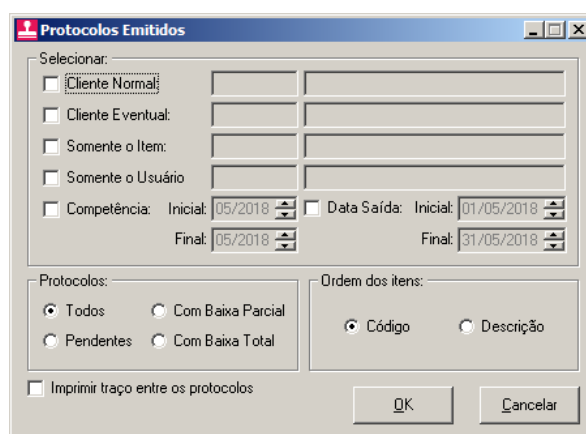 Protocolos Emitidos
Selecionar:
Cliente Normal:
Cliente Eventual:
Somente o Item:
Somente o Usuário
Competência: Inicial: 05/2018 Data Saída: Inicial: 01/05/2018
Final: 05/2018 Final: 31/05/2018
Protocolos: Ordem dos itens:
Todos Com Baixa Parcial
Código Descrição
Pendentes Com Baixa Total
Imprimir traço entre os protocolos
OK Cancelar